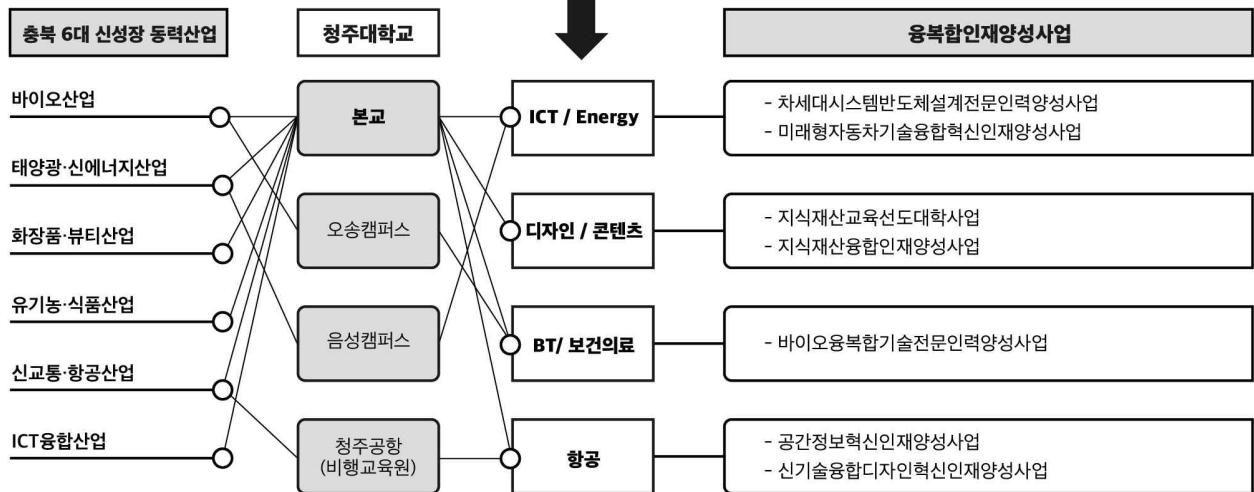 충북 6대 신성장 동력산업
청주대학교
융복합인재양성사업
바이오산업
태양광·신에너지산업
화장품·뷰티산업
유기농·식품산업
신교통·항공산업
ICT융합산업
본교
오송캠퍼스
음성캠퍼스
청주공항
(비행교육원)
ICT / Energy
디자인 / 콘텐츠
BT/ 보건의료
항공
- 차세대시스템반도체설계전문인력양성사업
- 미래형자동차기술융합혁신인재양성사업
- 지식재산교육선도대학사업
- 지식재산융합인재양성사업
- 바이오융복합기술전문인력양성사업
- 공간정보혁신인재양성사업
- 신기술융합디자인혁신인재양성사업